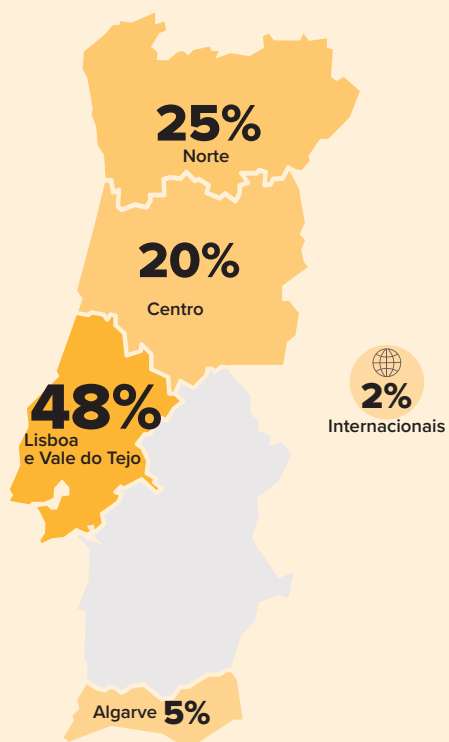 25%
Norte
20%
Centro
48%
Lisboa
e Vale do Tejo
2%
Internacionais
Algarve 5%